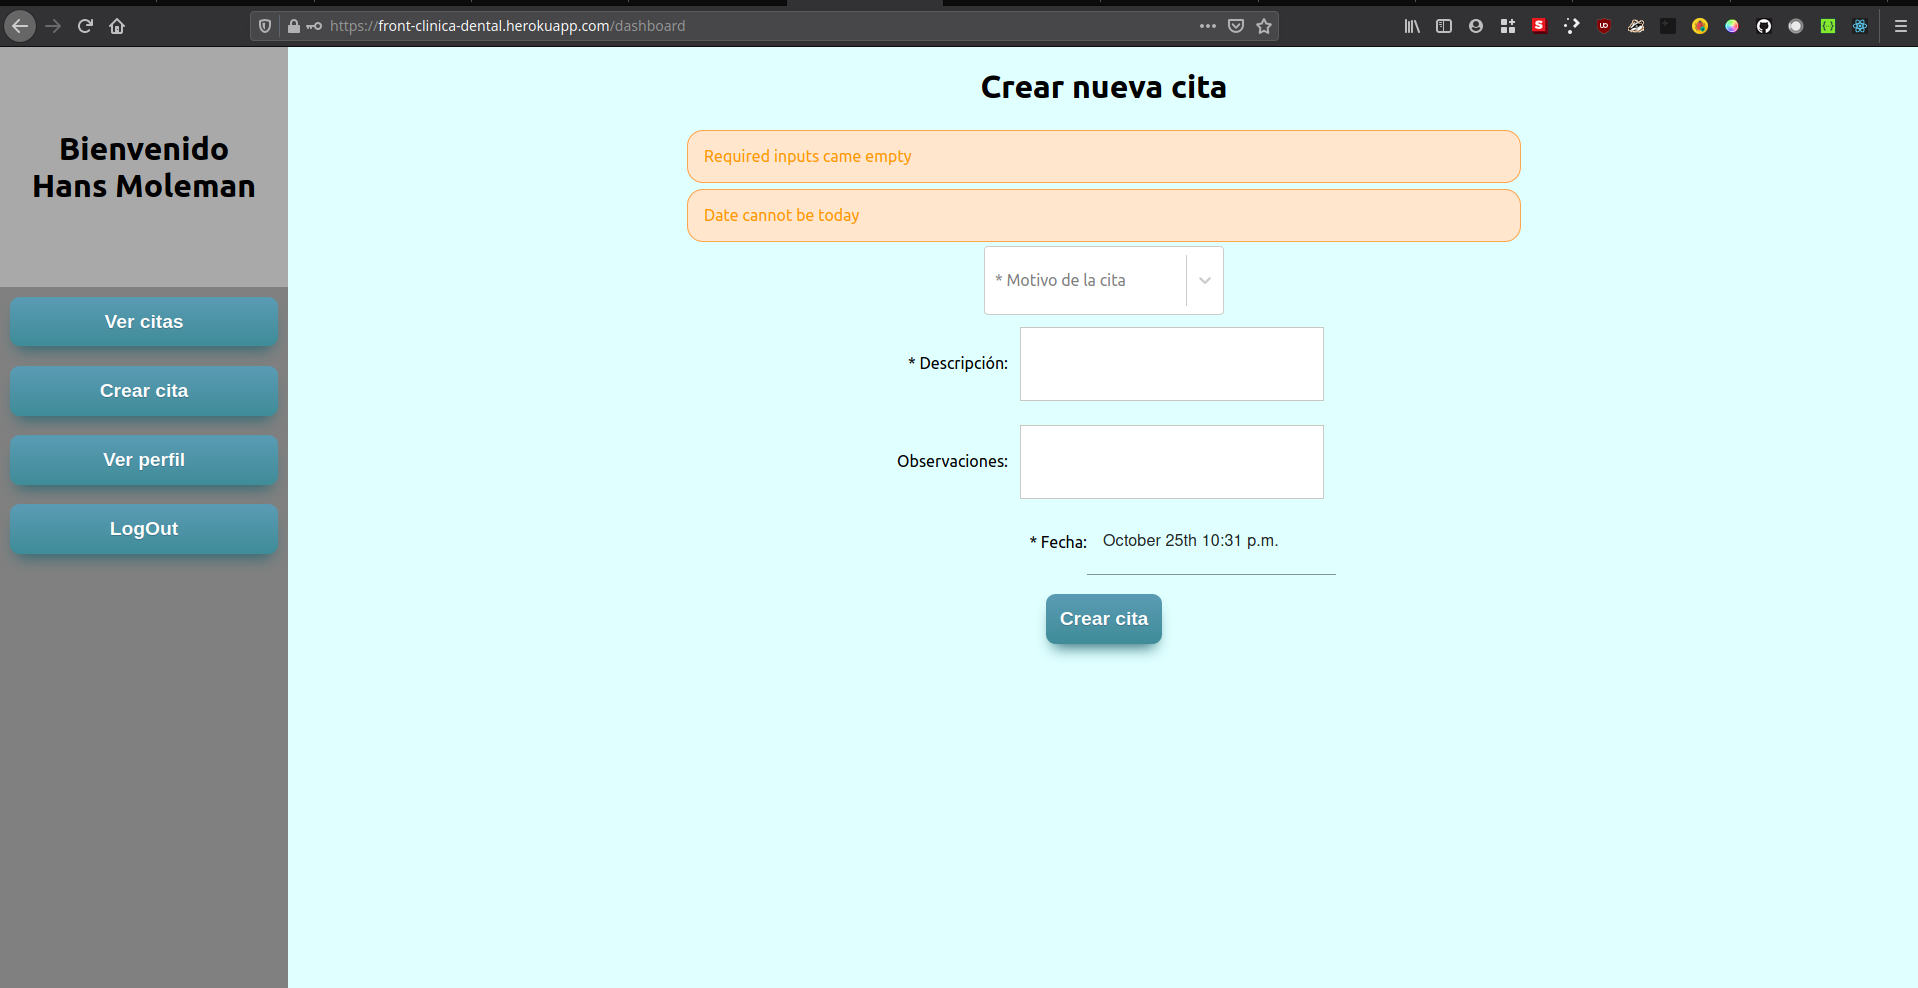 https://front-clinica-dental.herokuapp.com/dashboard
Bienvenido
Hans Moleman
Ver citas
Crear cita
Ver perfil
LogOut
Crear nueva cita
Required inputs came empty
Date cannot be today
* Motivo de la cita
* Descripción:
Observaciones:
* Fecha: October 25th 10:31 p.m.
Crear cita